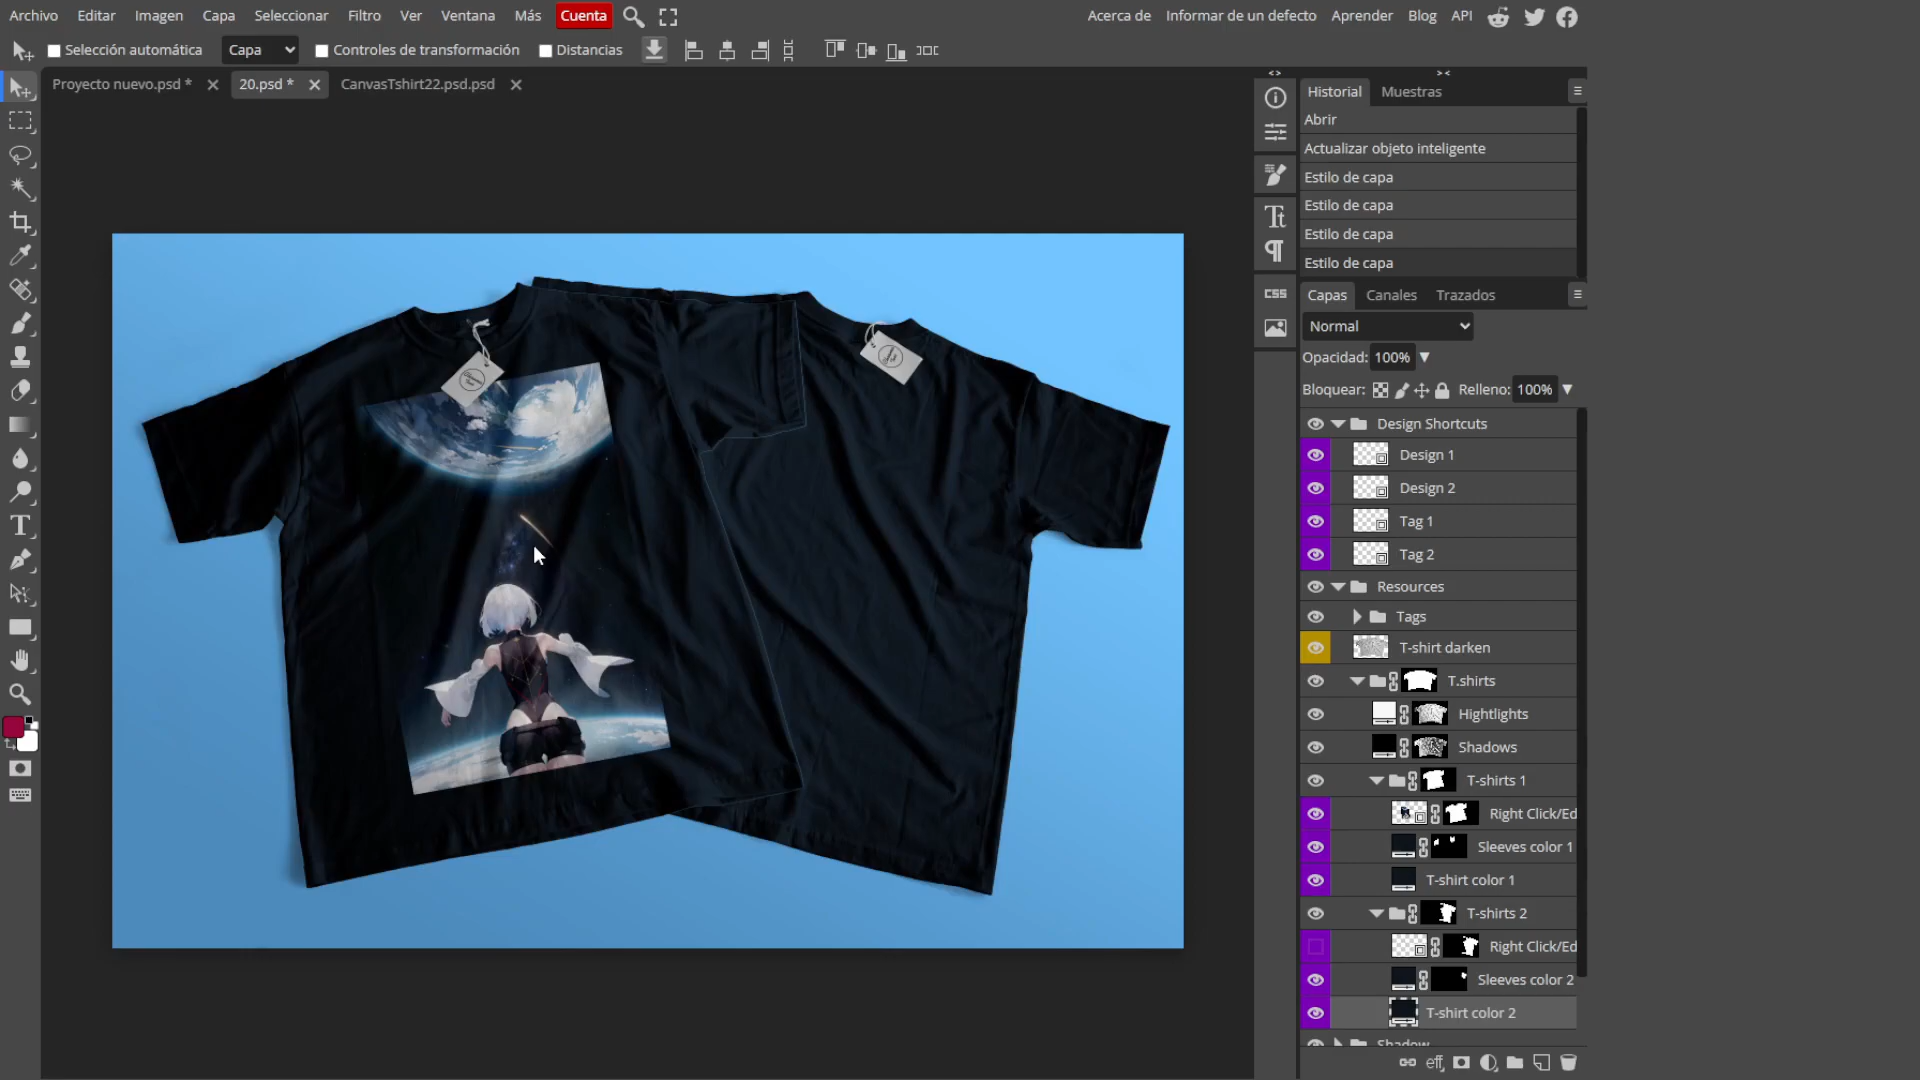 Archivo Editar Imagen Capa Seleccionar Filtro Ver Ventana Más Cuenta Acerca de Informar de un defecto Aprender Blog API
Selección automática Capa Controles de transformación Distancias
Proyecto nuevo.psd * 20.psd * CanvasTshirt22.psd.psd
Historial Muestras
Abrir
Actualizar objeto inteligente
Estilo de capa
Estilo de capa
Estilo de capa
Estilo de capa
CSS
Capas Canales Trazados
Normal
Opacidad: 100%
Bloquear: Relleno: 100%
Design Shortcuts
Design 1
Design 2
Tag 1
Tag 2
Resources
Tags
T-shirt darken
T.shirts
Hightlights
Shadows
T-shirts 1
Right Click/Ed
Sleeves color 1
T-shirt color 1
T-shirts 2
Right Click/Ed
Sleeves color 2
T-shirt color 2
Shadow
eff